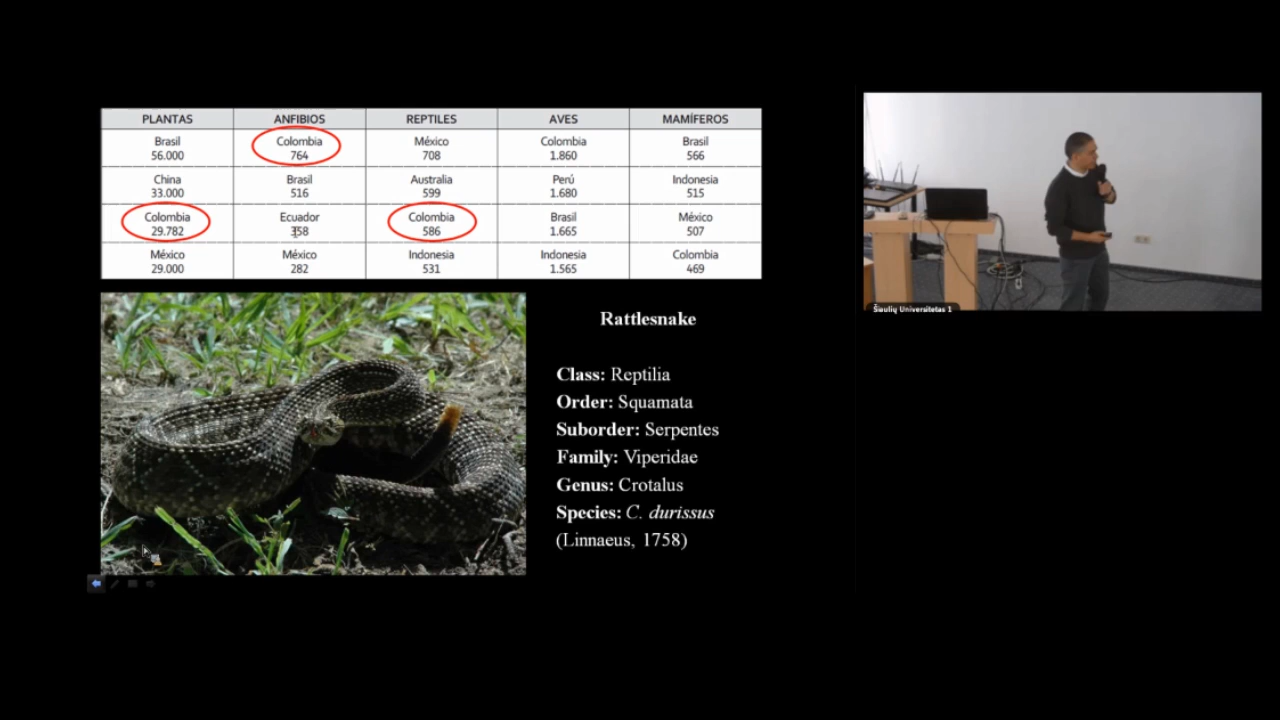 PLANTAS ANFIBIOS REPTILES AVES MAMÍFEROS
Brasil Colombia México Colombia Brasil
56.000 764 708 1.860 566
China Brasil Australia Perú Indonesia
33.000 516 599 1.680 515
Colombia Ecuador Colombia Brasil México
29.782 358 586 1.665 507
México México Indonesia Indonesia Colombia
29.000 282 531 1.565 469
Rattlesnake
Class: Reptilia
Order: Squamata
Suborder: Serpentes
Family: Viperidae
Genus: Crotalus
Species: C. durissus
(Linnaeus, 1758)
Šiaulių Universitetas 1